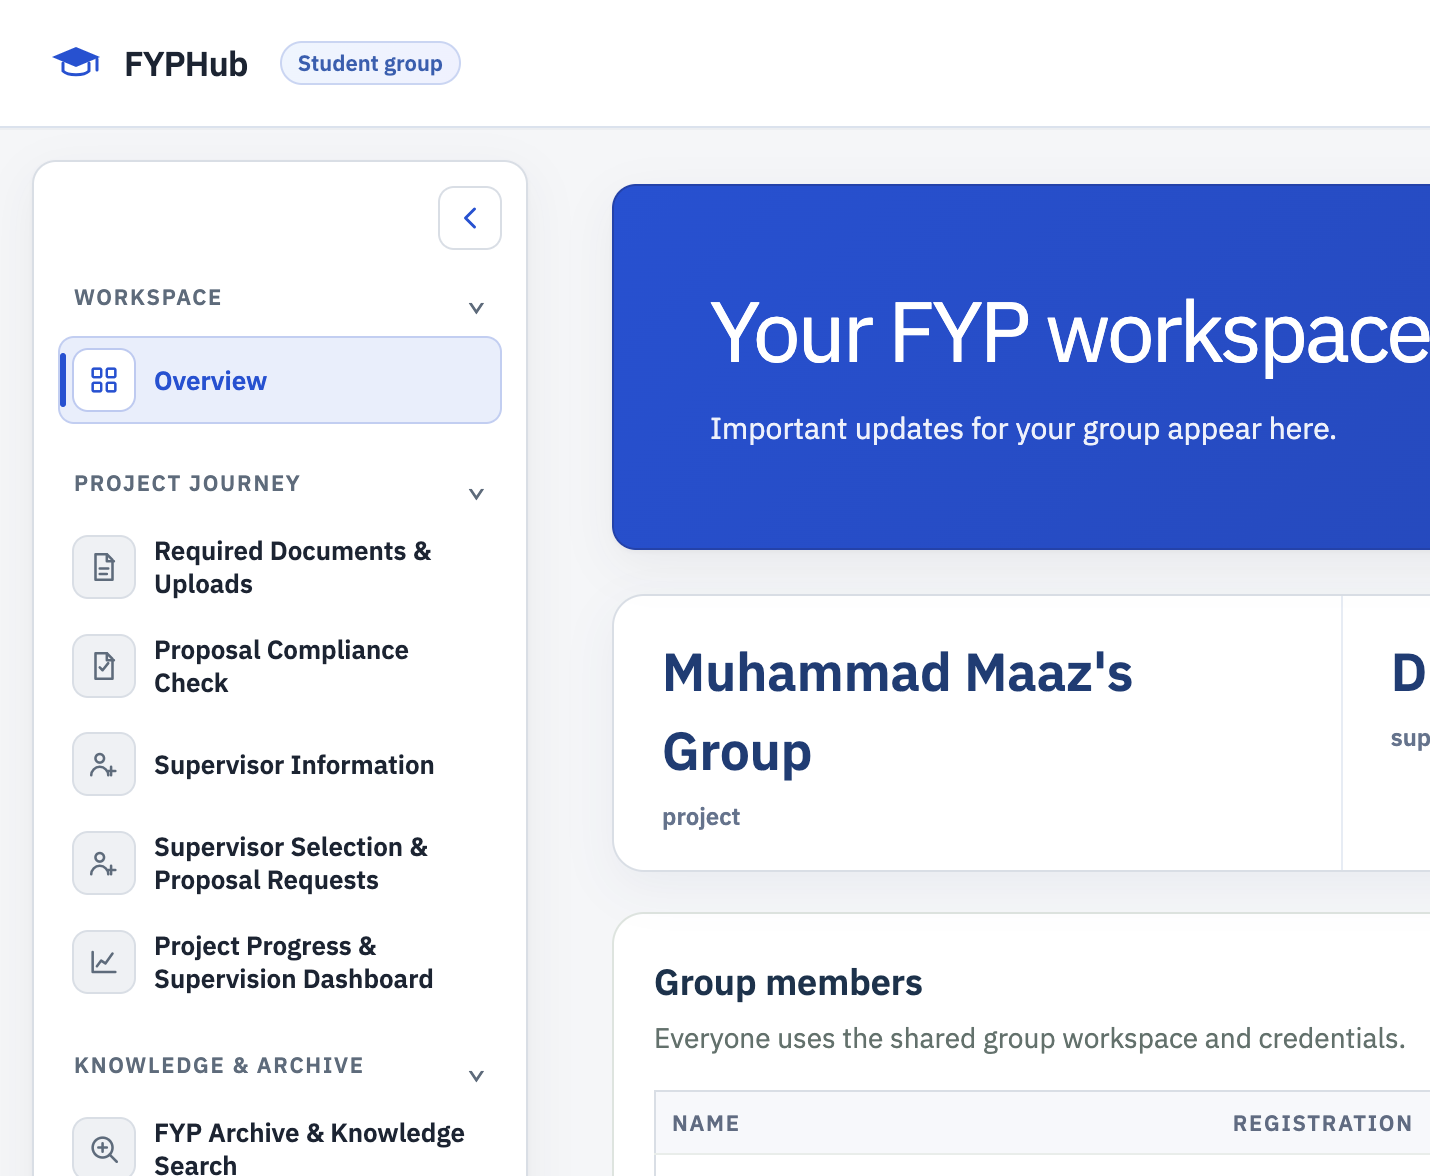 FYPHub
Student group
WORKSPACE
Overview
PROJECT JOURNEY
Required Documents &
Uploads
Proposal Compliance
Check
Supervisor Information
Supervisor Selection &
Proposal Requests
Project Progress &
Supervision Dashboard
KNOWLEDGE & ARCHIVE
FYP Archive & Knowledge
Search
Your FYP workspace
Important updates for your group appear here.
Muhammad Maaz's
Group
project
D
sup
Group members
Everyone uses the shared group workspace and credentials.
NAME
REGISTRATION